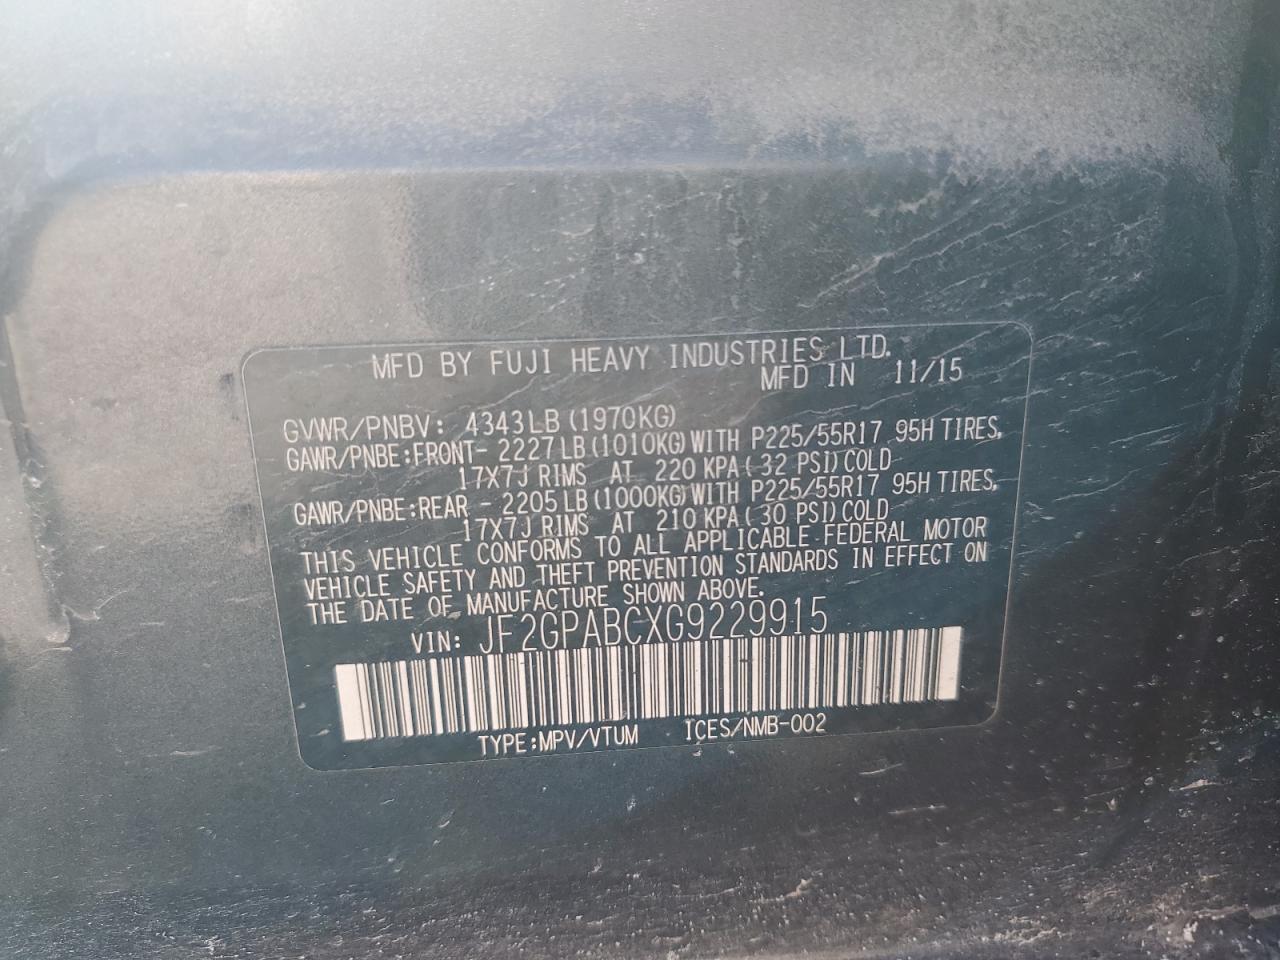 MFD BY FUJI HEAVY INDUSTRIES LTD.
MFD IN 11/15
GVWR/PNBV: 4343LB (1970KG)
GAWR/PNBE:FRONT- 2227LB(1010KG)WITH P225/55R17 95H TIRES,
17X7J RIMS AT 220 KPA(32 PSI)COLD
GAWR/PNBE:REAR - 2205LB(1000KG)WITH P225/55R17 95H TIRES,
17X7J RIMS AT 210 KPA(30 PSI)COLD
THIS VEHICLE CONFORMS TO ALL APPLICABLE FEDERAL MOTOR
VEHICLE SAFETY AND THEFT PREVENTION STANDARDS IN EFFECT ON
THE DATE OF MANUFACTURE SHOWN ABOVE.
VIN: JF2GPABCXG9229915
TYPE:MPV/VTUM ICES/NMB-002